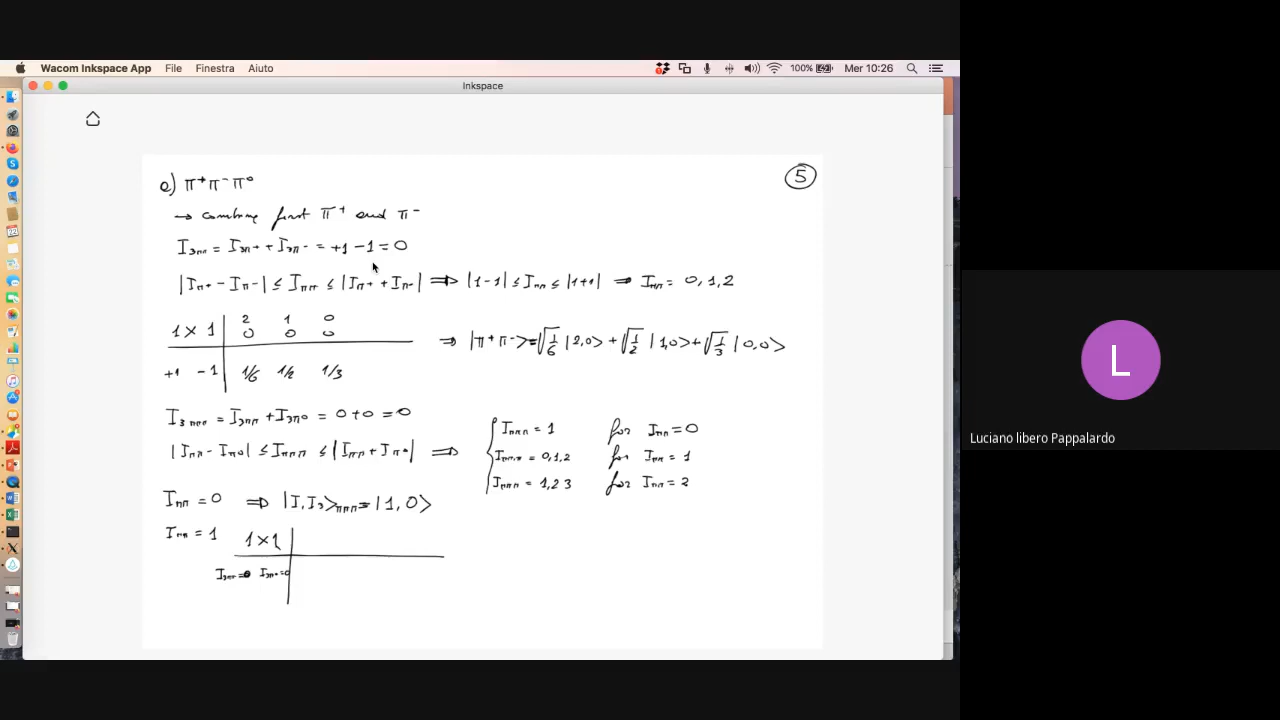 Wacom Inkspace App File Finestra Aiuto 100% Mer 10:26
Inkspace
a) π⁺π⁻π⁰
5
→ combine first π⁺ and π⁻
I₃ππ = I₃π⁺ + I₃π⁻ = +1 -1 = 0
|Iπ⁺ - Iπ⁻| ≤ Iππ ≤ |Iπ⁺ + Iπ⁻| ⇒ |1-1| ≤ Iππ ≤ |1+1| ⇒ Iππ = 0,1,2
1 × 1 2 1 0
0 0 0
⇒ |π⁺π⁻> = √1/6 |2,0> + √1/2 |1,0> + √1/3 |0,0>
+1 -1 1/6 1/2 1/3
I₃πππ = I₃ππ + I₃π⁰ = 0+0 = 0
|Iππ - Iπ⁰| ≤ Iπππ ≤ |Iππ + Iπ⁰| ⇒
Iπππ = 1 for Iππ = 0
Iπππ = 0,1,2 for Iππ = 1
Iπππ = 1,2 3 for Iππ = 2
Iππ = 0 ⇒ |I,I₃>πππ = |1,0>
Iππ = 1 1×1
I₃ππ=0 I₃π⁰=0
L
Luciano libero Pappalardo